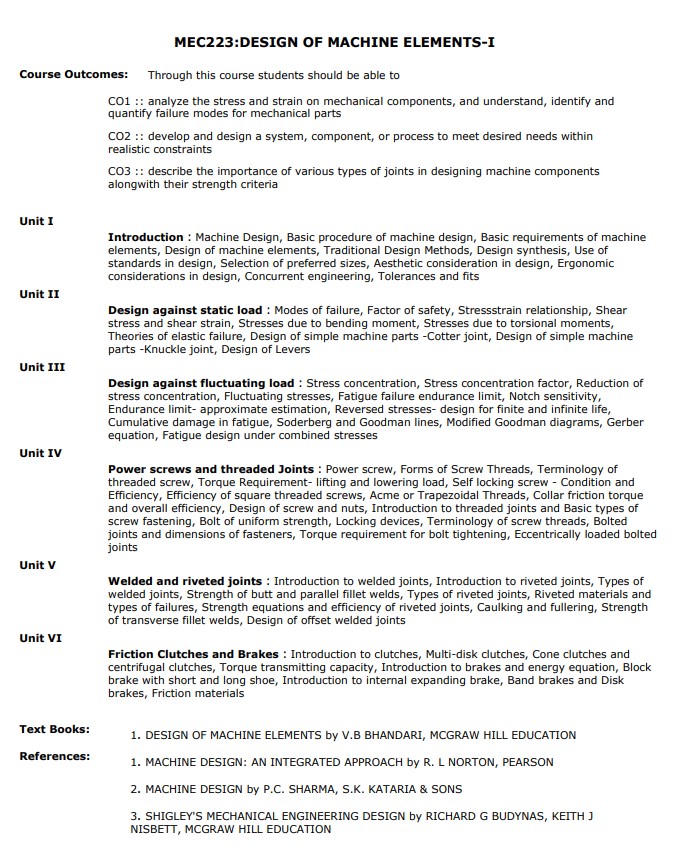 MEC223:DESIGN OF MACHINE ELEMENTS-I
Course Outcomes: Through this course students should be able to
CO1 :: analyze the stress and strain on mechanical components, and understand, identify and
quantify failure modes for mechanical parts
CO2 :: develop and design a system, component, or process to meet desired needs within
realistic constraints
CO3 :: describe the importance of various types of joints in designing machine components
alongwith their strength criteria
Unit I
Introduction : Machine Design, Basic procedure of machine design, Basic requirements of machine
elements, Design of machine elements, Traditional Design Methods, Design synthesis, Use of
standards in design, Selection of preferred sizes, Aesthetic consideration in design, Ergonomic
considerations in design, Concurrent engineering, Tolerances and fits
Unit II
Design against static load : Modes of failure, Factor of safety, Stressstrain relationship, Shear
stress and shear strain, Stresses due to bending moment, Stresses due to torsional moments,
Theories of elastic failure, Design of simple machine parts -Cotter joint, Design of simple machine
parts -Knuckle joint, Design of Levers
Unit III
Design against fluctuating load : Stress concentration, Stress concentration factor, Reduction of
stress concentration, Fluctuating stresses, Fatigue failure endurance limit, Notch sensitivity,
Endurance limit- approximate estimation, Reversed stresses- design for finite and infinite life,
Cumulative damage in fatigue, Soderberg and Goodman lines, Modified Goodman diagrams, Gerber
equation, Fatigue design under combined stresses
Unit IV
Power screws and threaded Joints : Power screw, Forms of Screw Threads, Terminology of
threaded screw, Torque Requirement- lifting and lowering load, Self locking screw - Condition and
Efficiency, Efficiency of square threaded screws, Acme or Trapezoidal Threads, Collar friction torque
and overall efficiency, Design of screw and nuts, Introduction to threaded joints and Basic types of
screw fastening, Bolt of uniform strength, Locking devices, Terminology of screw threads, Bolted
joints and dimensions of fasteners, Torque requirement for bolt tightening, Eccentrically loaded bolted
joints
Unit V
Welded and riveted joints : Introduction to welded joints, Introduction to riveted joints, Types of
welded joints, Strength of butt and parallel fillet welds, Types of riveted joints, Riveted materials and
types of failures, Strength equations and efficiency of riveted joints, Caulking and fullering, Strength
of transverse fillet welds, Design of offset welded joints
Unit VI
Friction Clutches and Brakes : Introduction to clutches, Multi-disk clutches, Cone clutches and
centrifugal clutches, Torque transmitting capacity, Introduction to brakes and energy equation, Block
brake with short and long shoe, Introduction to internal expanding brake, Band brakes and Disk
brakes, Friction materials
Text Books: 1. DESIGN OF MACHINE ELEMENTS by V.B BHANDARI, MCGRAW HILL EDUCATION
References: 1. MACHINE DESIGN: AN INTEGRATED APPROACH by R. L NORTON, PEARSON
2. MACHINE DESIGN by P.C. SHARMA, S.K. KATARIA & SONS
3. SHIGLEY'S MECHANICAL ENGINEERING DESIGN by RICHARD G BUDYNAS, KEITH J
NISBETT, MCGRAW HILL EDUCATION